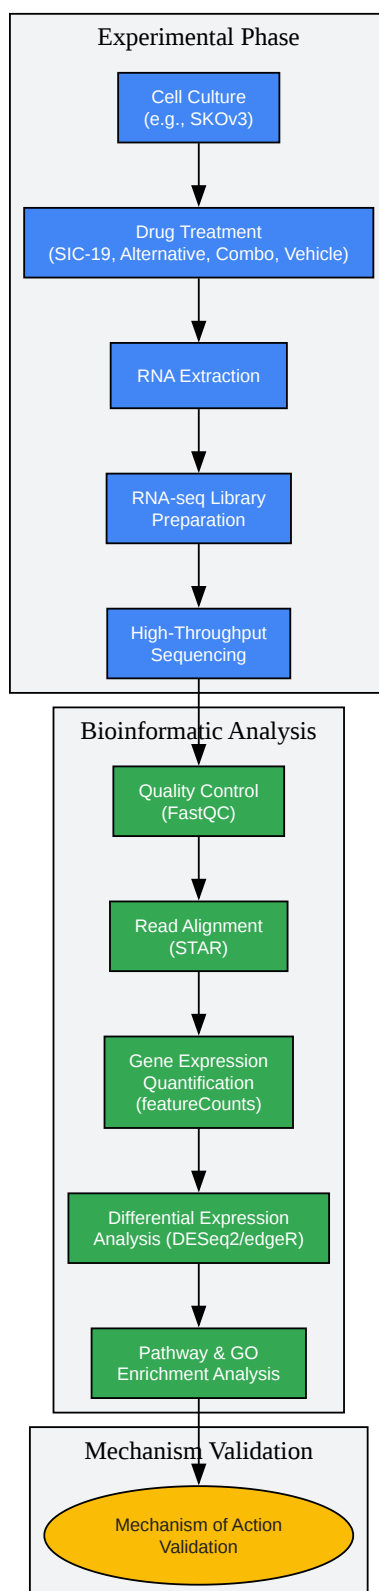 Experimental Phase
Cell Culture
(e.g., SKOv3)
Drug Treatment
(SIC-19, Alternative, Combo, Vehicle)
RNA Extraction
RNA-seq Library
Preparation
High-Throughput
Sequencing
Bioinformatic Analysis
Quality Control
(FastQC)
Read Alignment
(STAR)
Gene Expression
Quantification
(featureCounts)
Differential Expression
Analysis (DESeq2/edgeR)
Pathway & GO
Enrichment Analysis
Mechanism Validation
Mechanism of Action
Validation